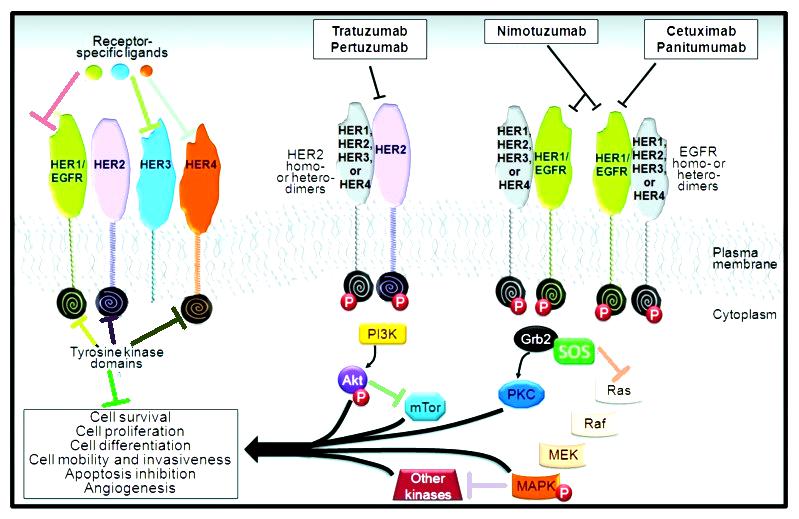 Receptor-
specific ligands
Tratuzumab
Pertuzumab
Nimotuzumab
Cetuximab
Panitumumab
HER1/
EGFR
HER2
HER3
HER4
HER2
homo-
or hetero-
dimers
HER1,
HER2,
HER3,
or
HER4
HER2
HER1,
HER2,
HER3,
or
HER4
HER1/
EGFR
HER1/
EGFR
HER1,
HER2,
HER3,
or
HER4
EGFR
homo- or
hetero-
dimers
Plasma
membrane
Cytoplasm
P
P
P
P
P
P
Tyrosine kinase
domains
PI3K
Akt
P
mTor
Grb2
SOS
PKC
Ras
Raf
MEK
MAPK
P
Other
kinases
Cell survival
Cell proliferation
Cell differentiation
Cell mobility and invasiveness
Apoptosis inhibition
Angiogenesis